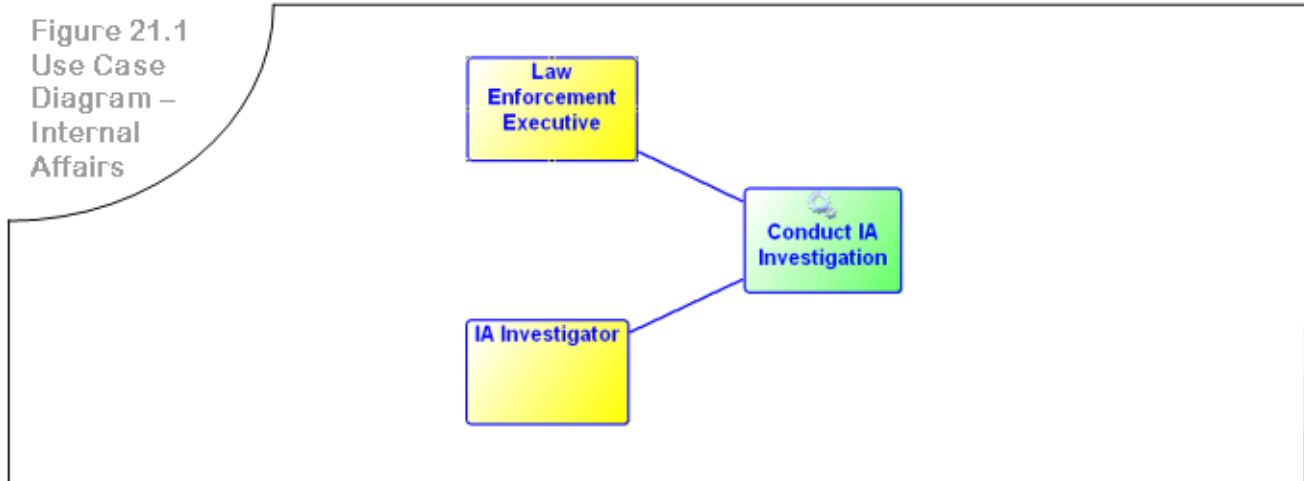 Figure 21.1
Use Case
Diagram –
Internal
Affairs
Law
Enforcement
Executive
Conduct IA
Investigation
IA Investigator